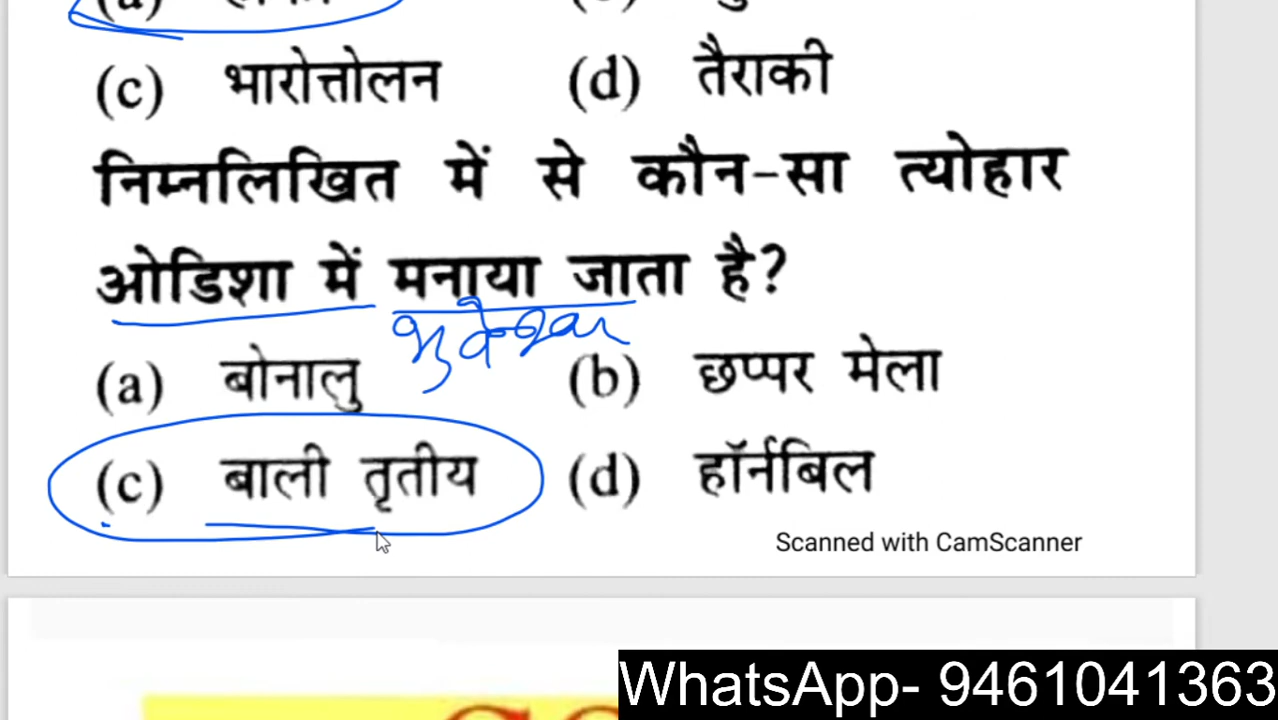 (c) भारोत्तोलन (d) तैराकी
निम्नलिखित में से कौन-सा त्योहार
ओडिशा में मनाया जाता है?
(a) बोनालु (b) छप्पर मेला
(c) बाली तृतीय (d) हॉर्नबिल
Scanned with CamScanner
WhatsApp- 9461041363